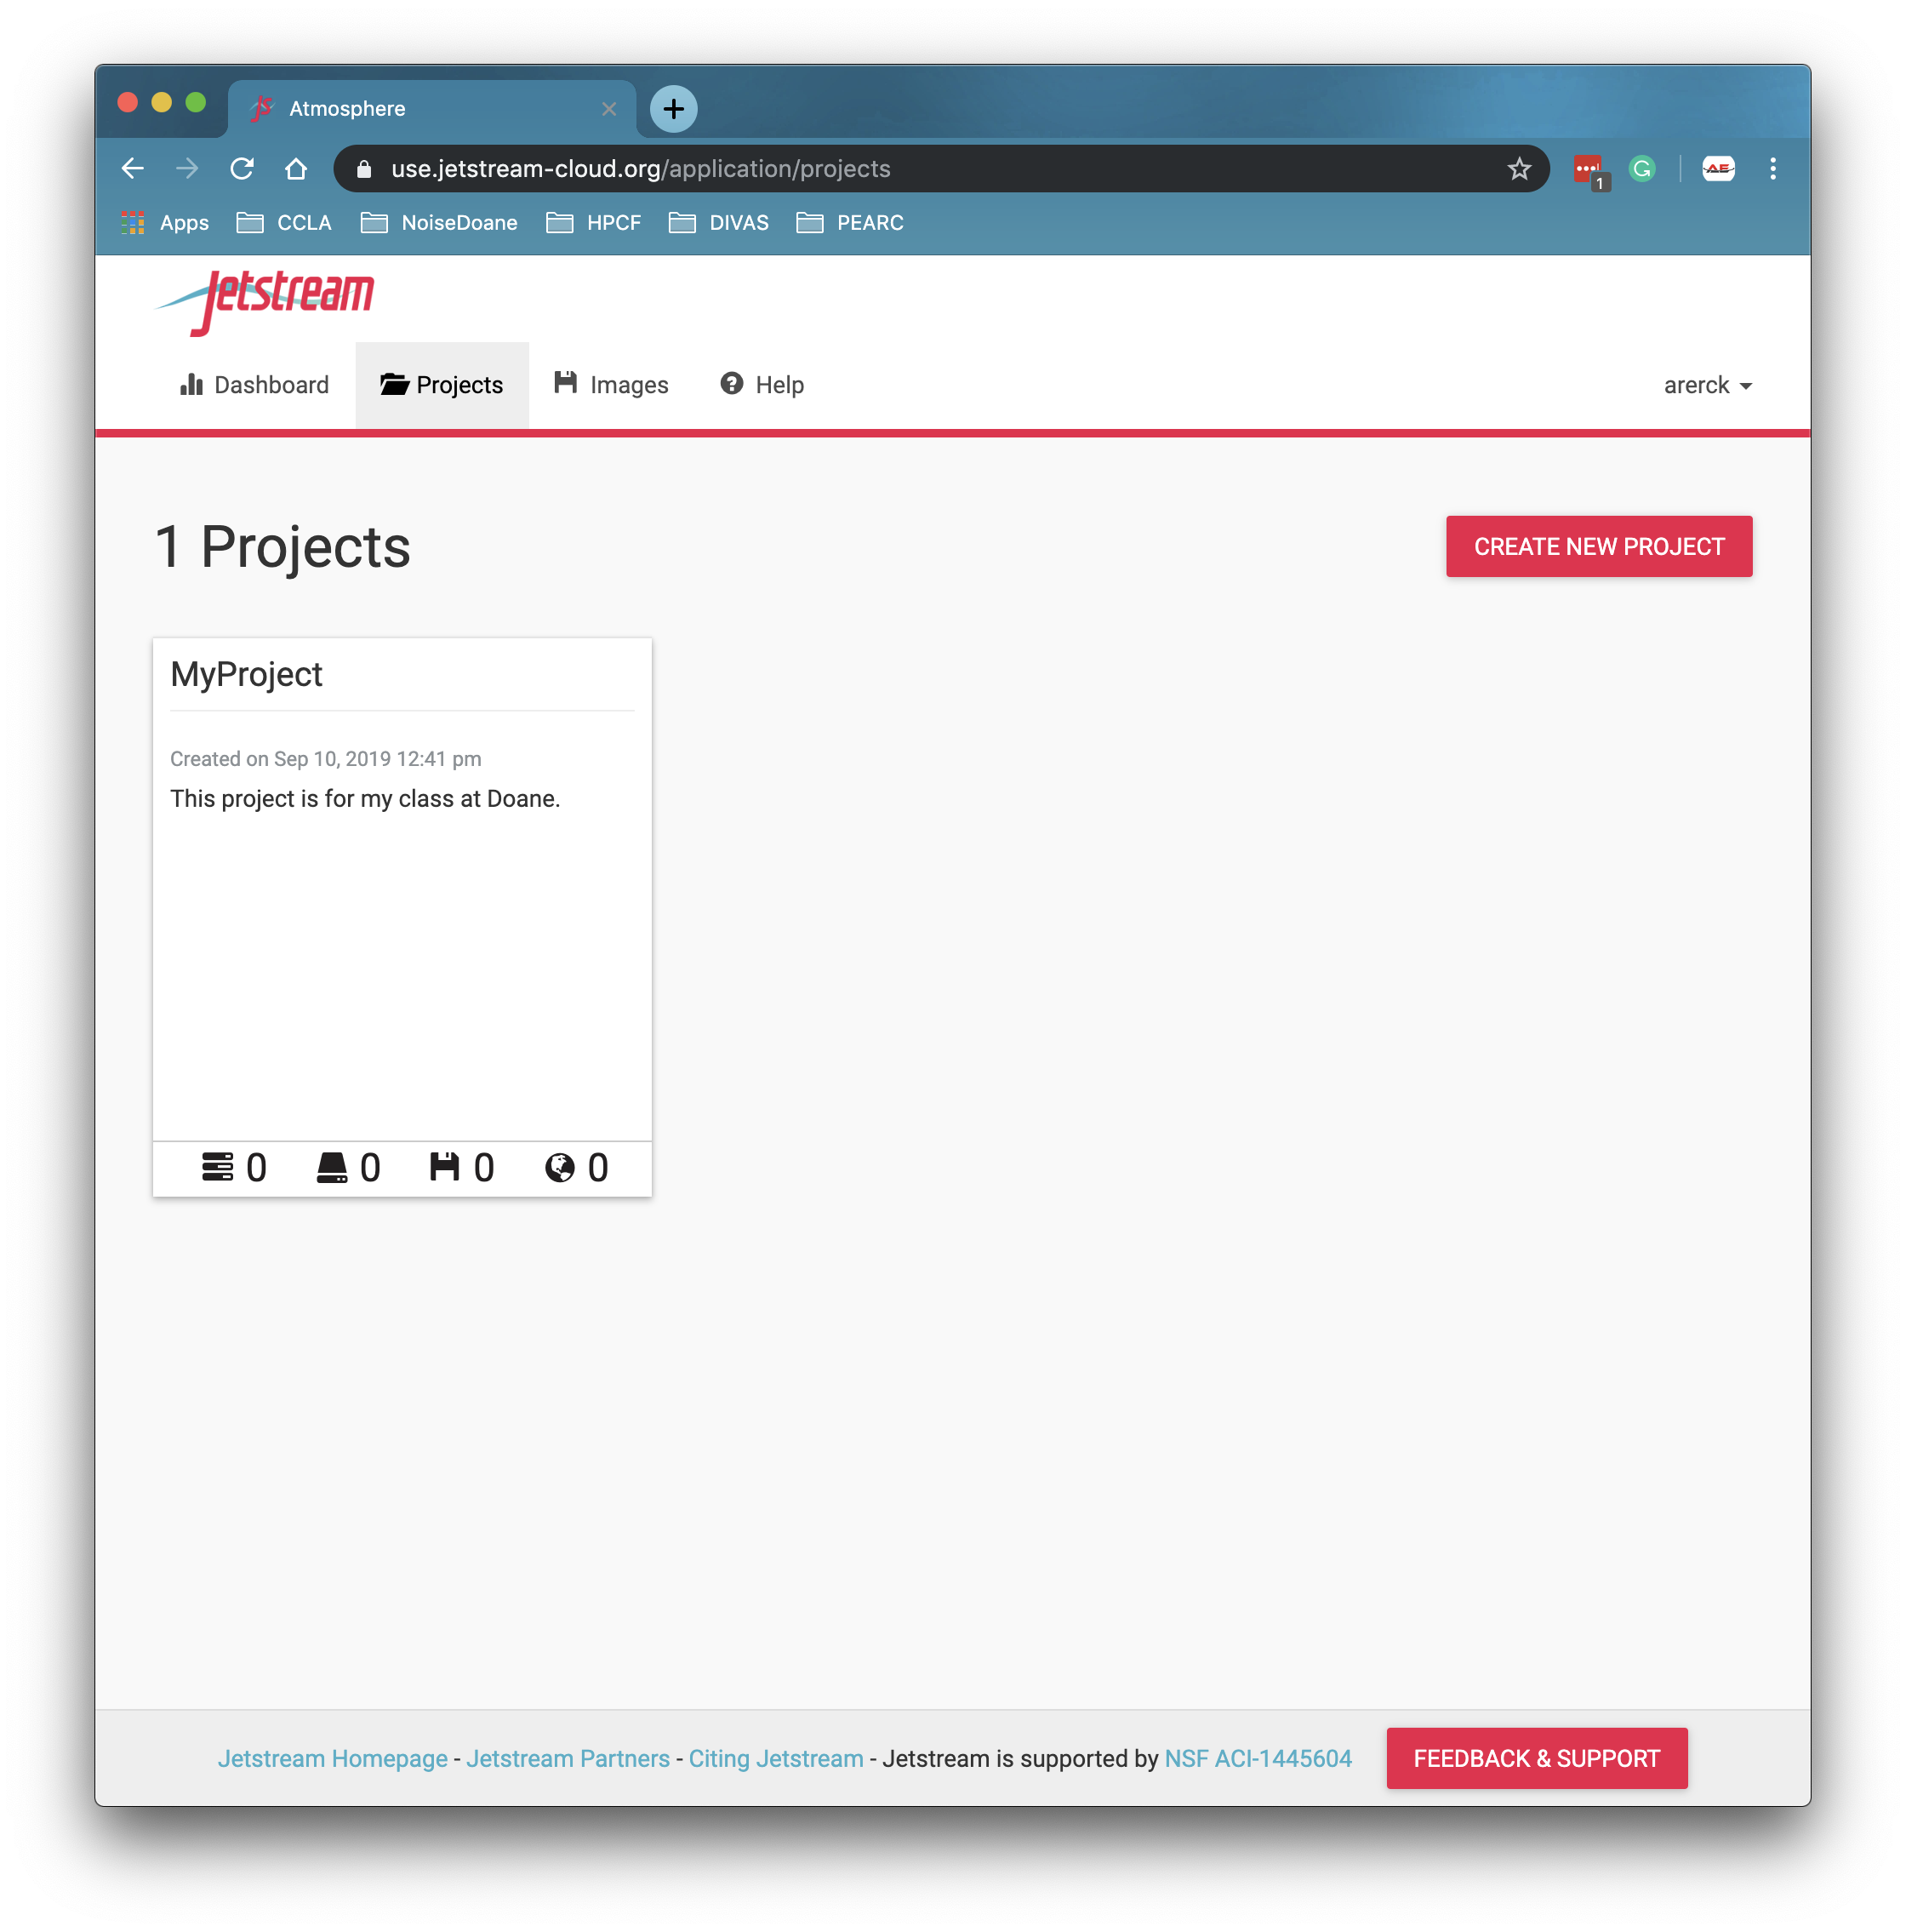 Atmosphere
use.jetstream-cloud.org/application/projects
1
Apps CCLA NoiseDoane HPCF DIVAS PEARC
Jetstream
Dashboard Projects Images Help arerck
1 Projects CREATE NEW PROJECT
MyProject
Created on Sep 10, 2019 12:41 pm
This project is for my class at Doane.
0 0 0 0
Jetstream Homepage - Jetstream Partners - Citing Jetstream - Jetstream is supported by NSF ACI-1445604 FEEDBACK & SUPPORT